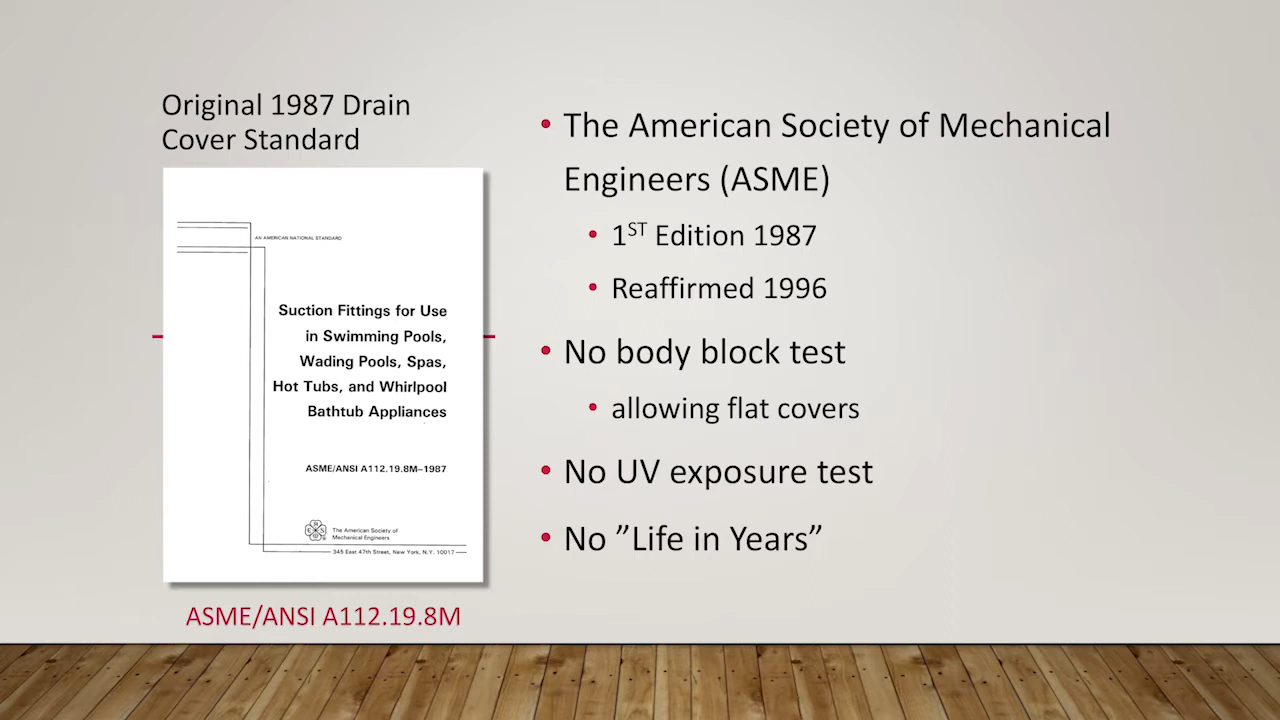 Original 1987 Drain
Cover Standard
AN AMERICAN NATIONAL STANDARD
Suction Fittings for Use
in Swimming Pools,
Wading Pools, Spas,
Hot Tubs, and Whirlpool
Bathtub Appliances
ASME/ANSI A112.19.8M–1987
The American Society of
Mechanical Engineers
345 East 47th Street, New York, N.Y. 10017
ASME/ANSI A112.19.8M
• The American Society of Mechanical
Engineers (ASME)
• 1ST Edition 1987
• Reaffirmed 1996
• No body block test
• allowing flat covers
• No UV exposure test
• No ”Life in Years”